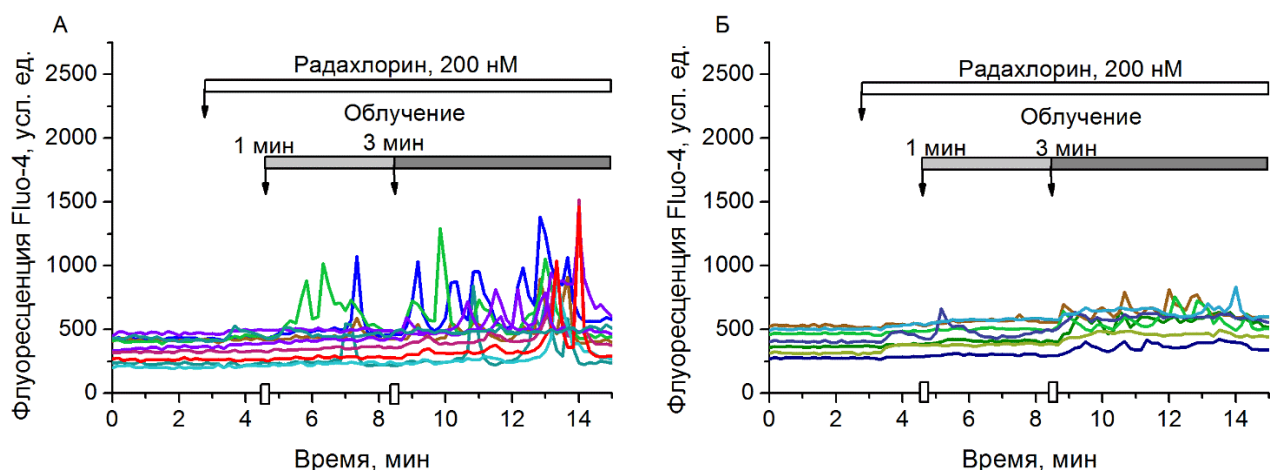 А
Флуоресценция Fluo-4, усл. ед.
2500
2000
1500
1000
500
0
Радахлорин, 200 нМ
Облучение
1 мин
3 мин
0 2 4 6 8 10 12 14
Время, мин
Б
Флуоресценция Fluo-4, усл. ед.
2500
2000
1500
1000
500
0
Радахлорин, 200 нМ
Облучение
1 мин
3 мин
0 2 4 6 8 10 12 14
Время, мин